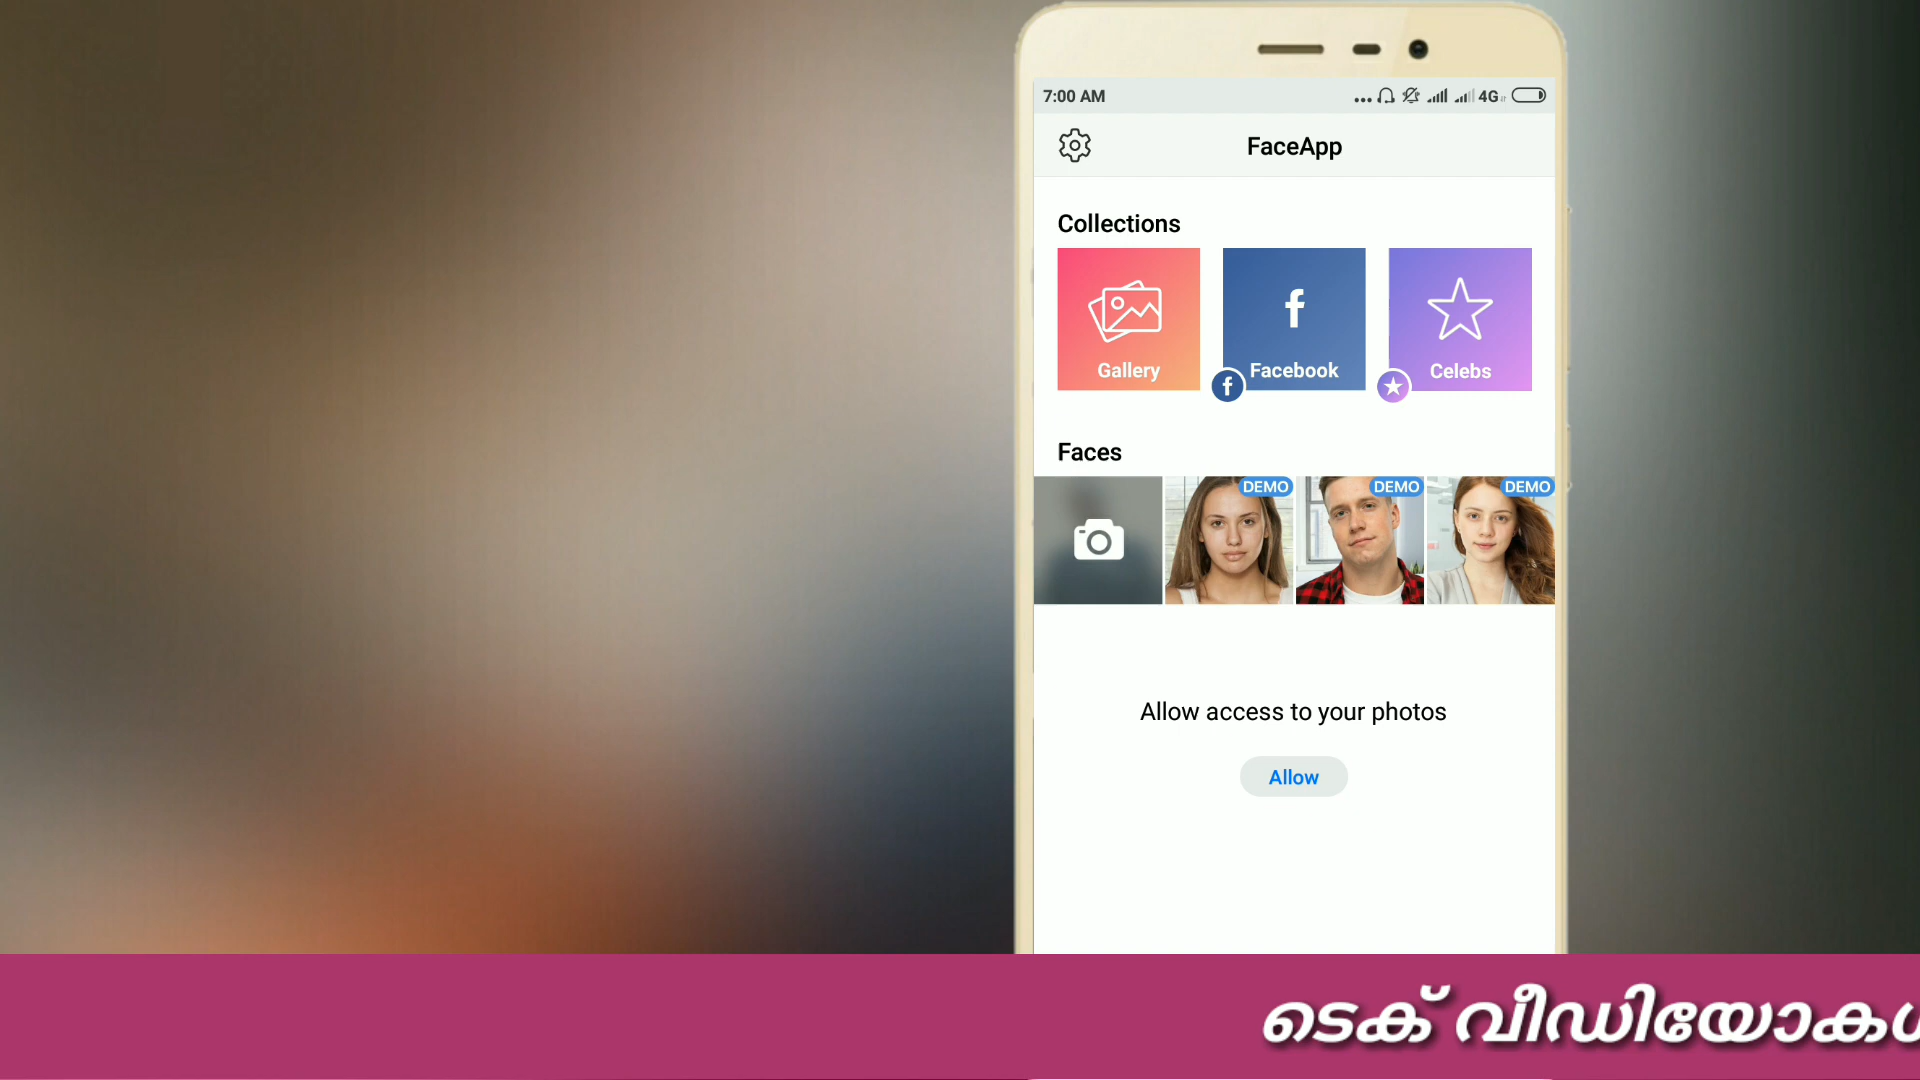 7:00 AM
4G
FaceApp
Collections
Gallery
Facebook
Celebs
Faces
DEMO
DEMO
DEMO
Allow access to your photos
Allow
ടെക് വീഡിയോകൾ